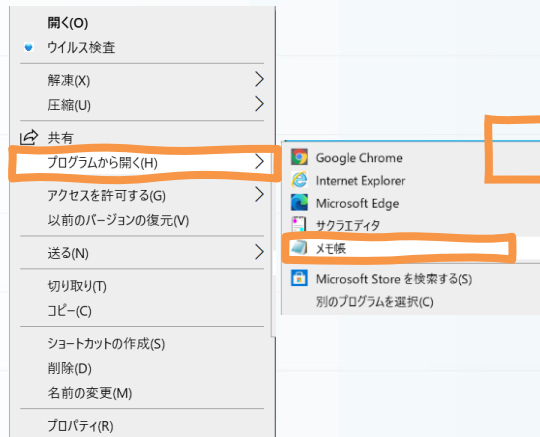 開く(O)
ウイルス検査
解凍(X)
圧縮(U)
共有
プログラムから開く(H)
アクセスを許可する(G)
以前のバージョンの復元(V)
送る(N)
切り取り(T)
コピー(C)
ショートカットの作成(S)
削除(D)
名前の変更(M)
プロパティ(R)
Google Chrome
Internet Explorer
Microsoft Edge
サクラエディタ
メモ帳
Microsoft Store を検索する(S)
別のプログラムを選択(C)